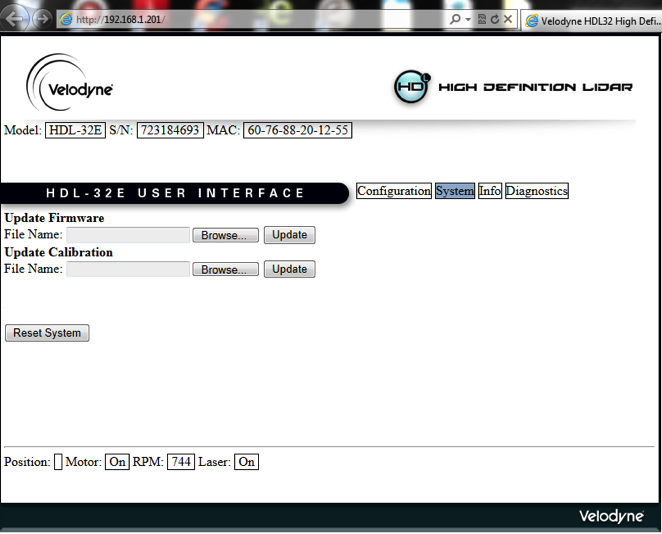 http://192.168.1.201/
Velodyne HDL32 High Defi...
Velodyne
HDL HIGH DEFINITION LiDAR
Model: HDL-32E S/N: 723184693 MAC: 60-76-88-20-12-55
HDL-32E USER INTERFACE
Configuration System Info Diagnostics
Update Firmware
File Name: Browse... Update
Update Calibration
File Name: Browse... Update
Reset System
Position: Motor: On RPM: 744 Laser: On
Velodyne